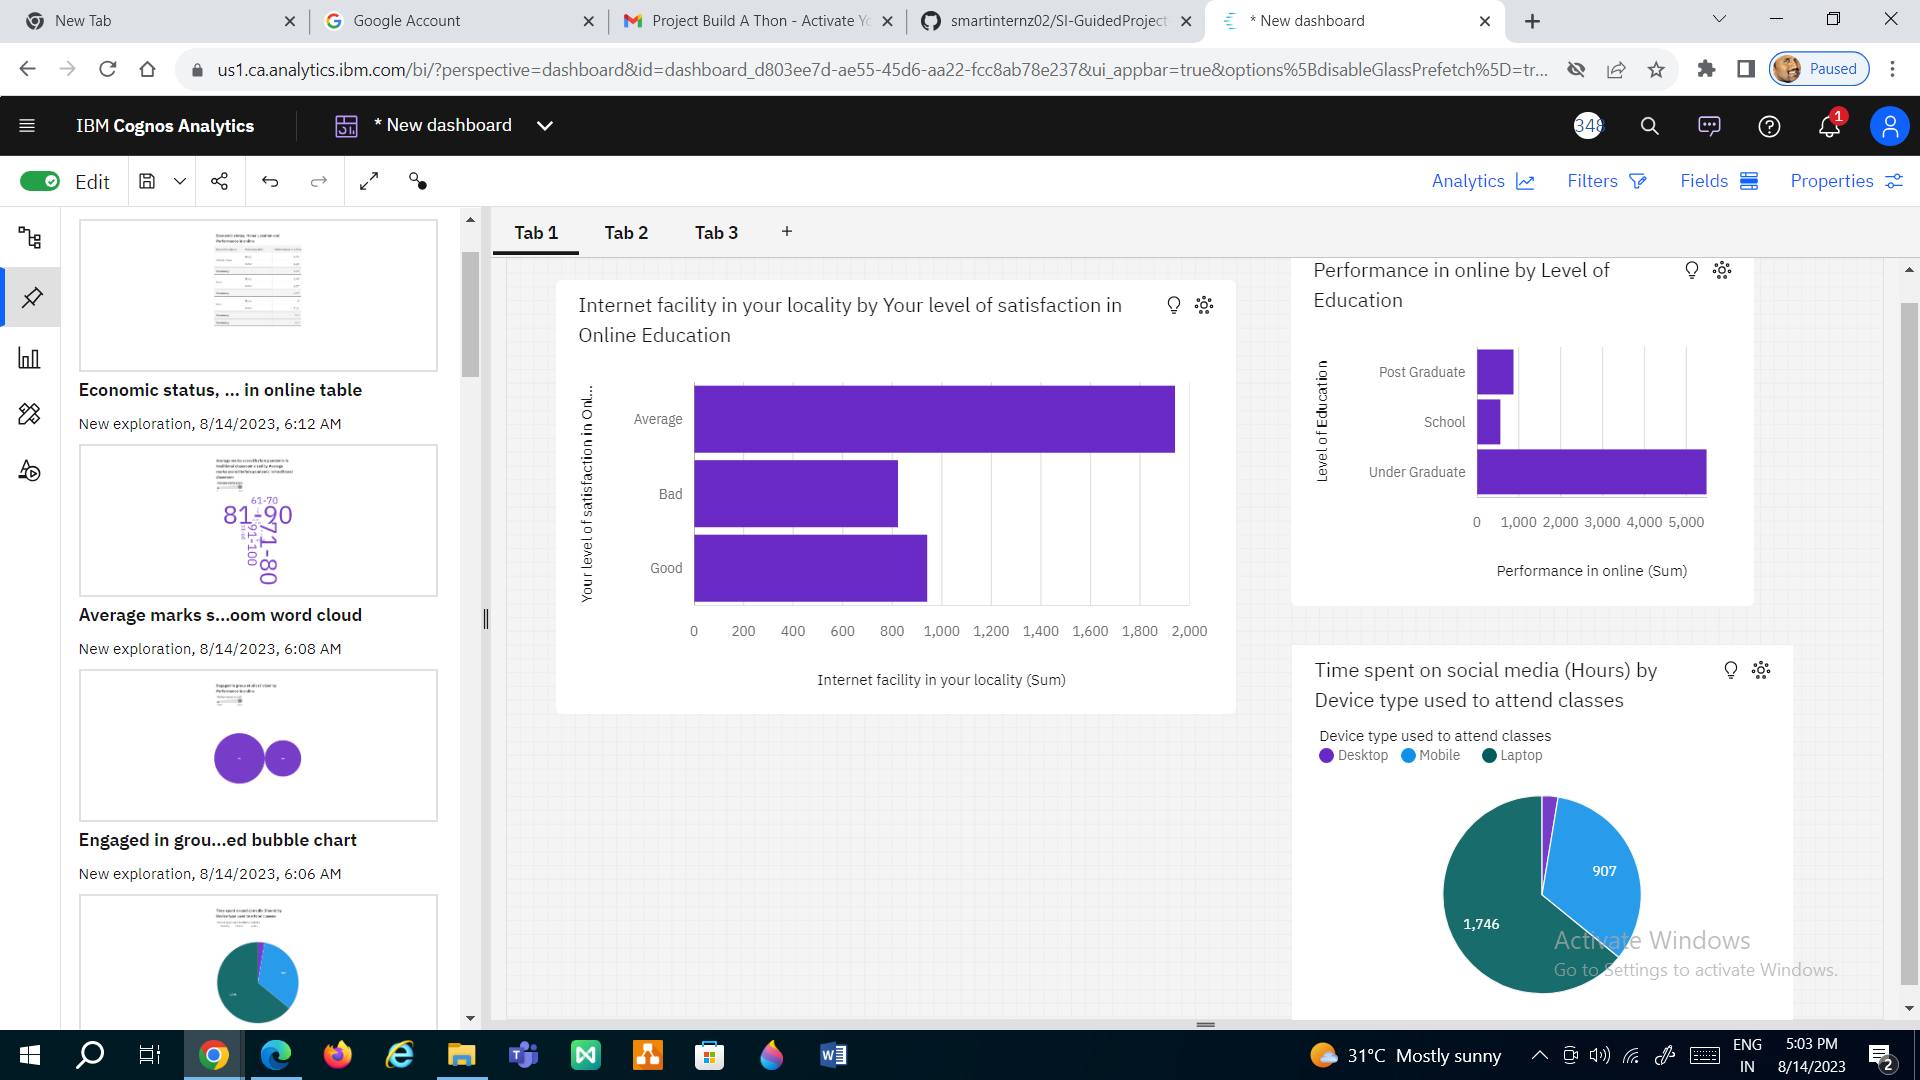 New Tab
Google Account
Project Build A Thon - Activate Yo
smartinternz02/SI-GuidedProject
* New dashboard
us1.ca.analytics.ibm.com/bi/?perspective=dashboard&id=dashboard_d803ee7d-ae55-45d6-aa22-fcc8ab78e237&ui_appbar=true&options%5BdisableGlassPrefetch%5D=tr...
Paused
IBM Cognos Analytics
* New dashboard
348
1
Edit
Analytics
Filters
Fields
Properties
Tab 1
Tab 2
Tab 3
Economic status, ... in online table
New exploration, 8/14/2023, 6:12 AM
61-70
81-90
91-100
71-80
Average marks s...oom word cloud
New exploration, 8/14/2023, 6:08 AM
Engaged in grou...ed bubble chart
New exploration, 8/14/2023, 6:06 AM
Internet facility in your locality by Your level of satisfaction in
Online Education
Your level of satisfaction in Onl...
Average
Bad
Good
0 200 400 600 800 1,000 1,200 1,400 1,600 1,800 2,000
Internet facility in your locality (Sum)
Performance in online by Level of
Education
Level of Education
Post Graduate
School
Under Graduate
0 1,000 2,000 3,000 4,000 5,000
Performance in online (Sum)
Time spent on social media (Hours) by
Device type used to attend classes
Device type used to attend classes
Desktop Mobile Laptop
907
1,746
Activate Windows
Go to Settings to activate Windows.
31°C Mostly sunny
ENG
IN
5:03 PM
8/14/2023
2